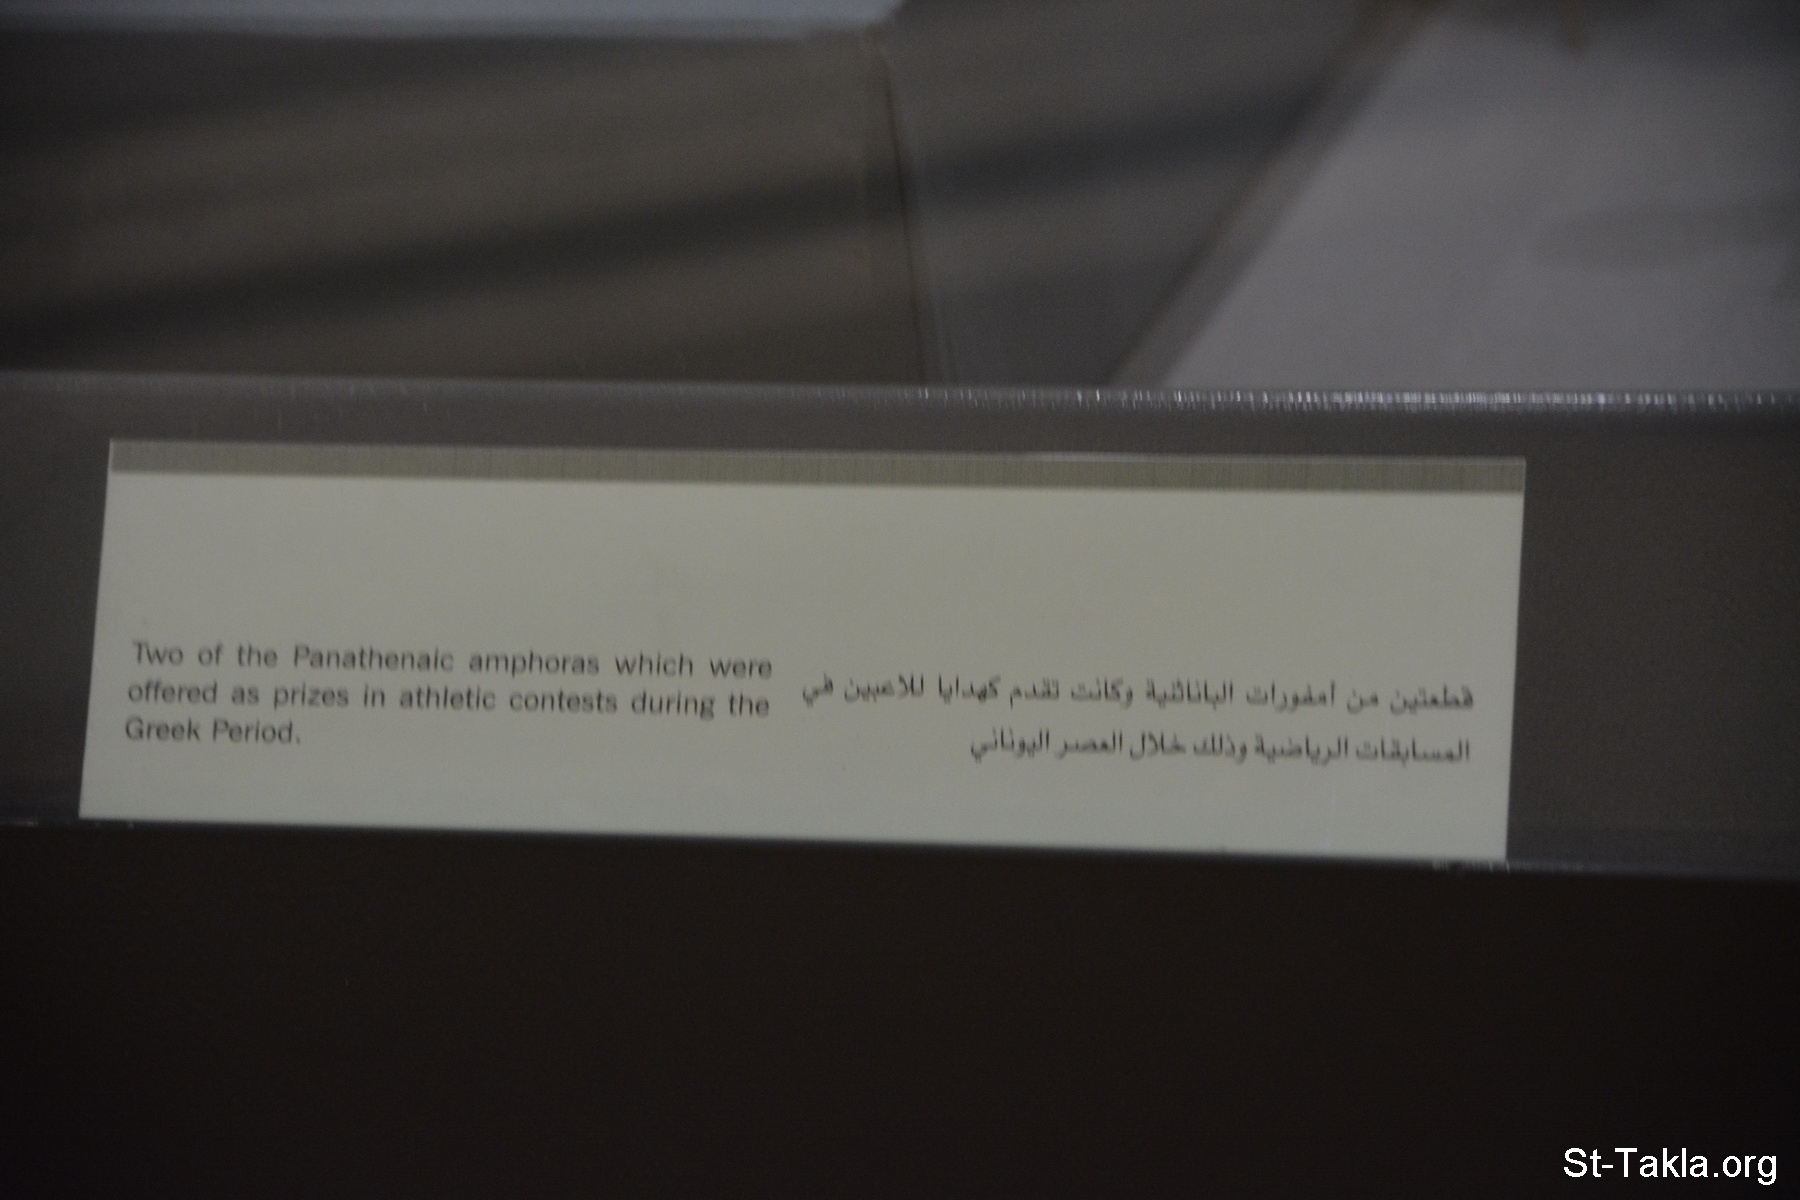 Two of the Panathenaic amphoras which were
offered as prizes in athletic contests during the
Greek Period.
قطعتين من أمفورات الباناثنية وكانت تقدم كهدايا للاعبين في
المسابقات الرياضية وذلك خلال العصر اليوناني
St-Takla.org